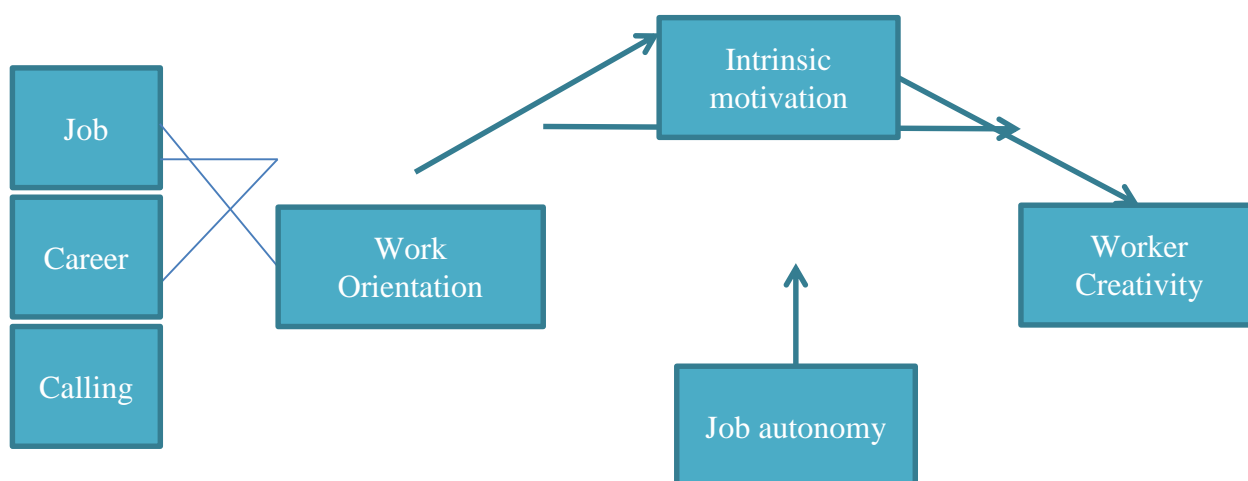 Job
Career
Calling
Work
Orientation
Intrinsic
motivation
Job autonomy
Worker
Creativity